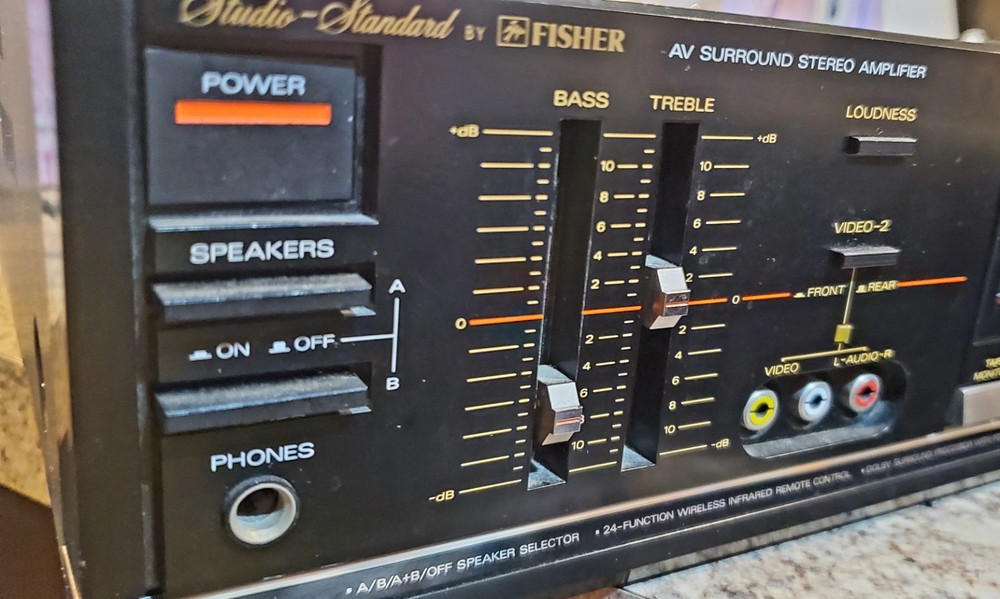 Studio-Standard BY FISHER
AV SURROUND STEREO AMPLIFIER
POWER
SPEAKERS
A
ON OFF
B
PHONES
BASS TREBLE
+dB +dB
10 10
8 8
6 6
4 4
2 2
0 0
2 2
4 4
6 6
8 8
10 10
-dB -dB
LOUDNESS
VIDEO-2
FRONT REAR
VIDEO L-AUDIO-R
• A/B/A+B/OFF SPEAKER SELECTOR • 24-FUNCTION WIRELESS INFRARED REMOTE CONTROL • DOLBY SURROUND